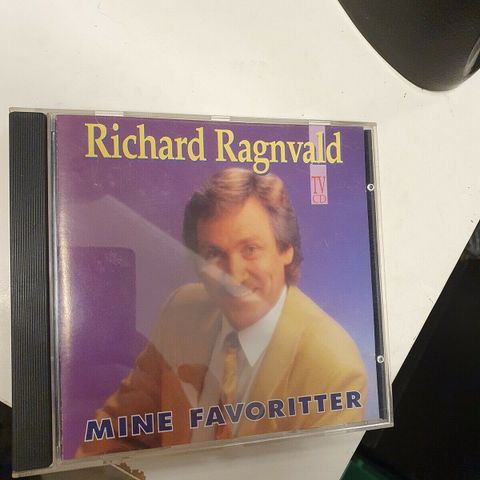 Richard Ragnvald
TV
CD
MINE FAVORITTER